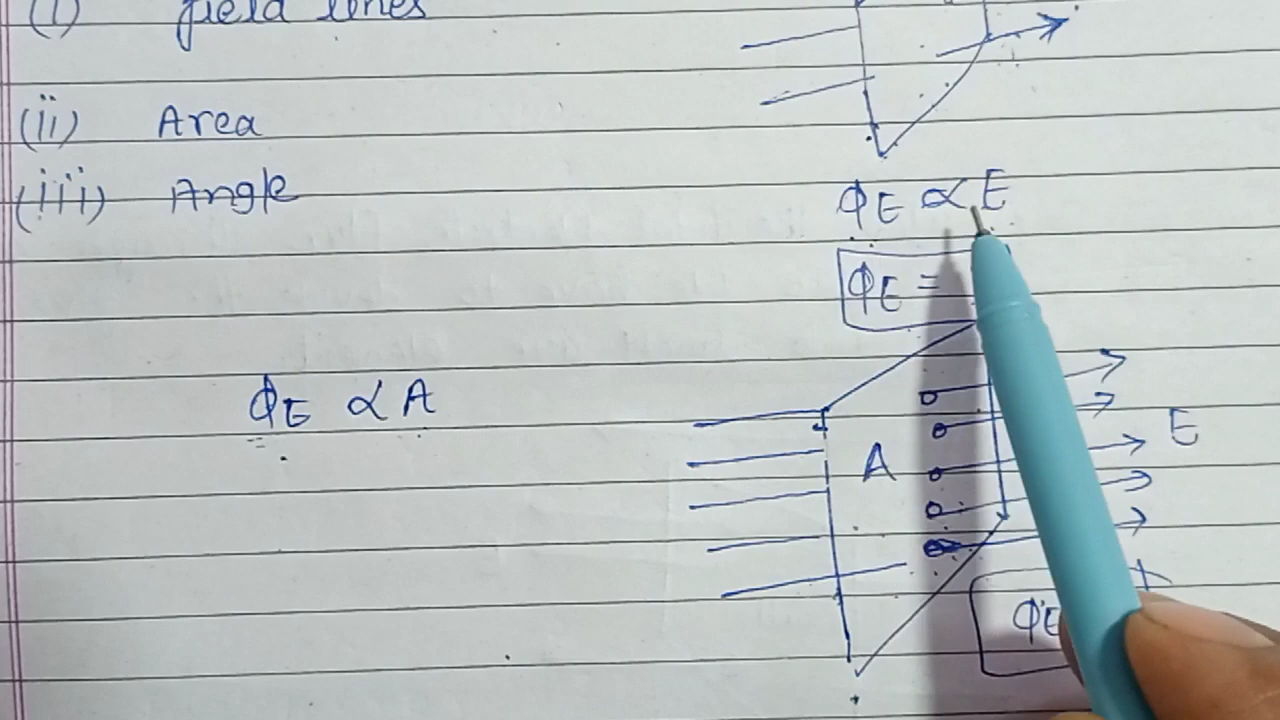 (i) field lines
(ii) Area
(iii) Angle
ΦE ∝ E
ΦE =
ΦE ∝ A
A
E
ΦE